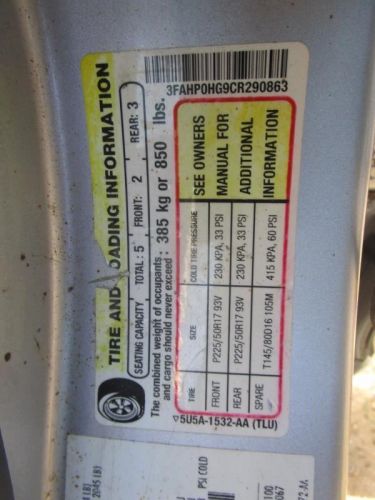 3FAHP0HG9CR290863
TIRE AND LOADING INFORMATION
SEATING CAPACITY TOTAL: 5 FRONT: 2 REAR: 3
The combined weight of occupants
and cargo should never exceed: 385 kg or 850 lbs.
TIRE SIZE COLD TIRE PRESSURE SEE OWNERS
FRONT P225/50R17 93V 230 KPA, 33 PSI MANUAL FOR
REAR P225/50R17 93V 230 KPA, 33 PSI ADDITIONAL
SPARE T145/80D16 105M 415 KPA, 60 PSI INFORMATION
5U5A-1532-AA (TLU)
PSI COLD